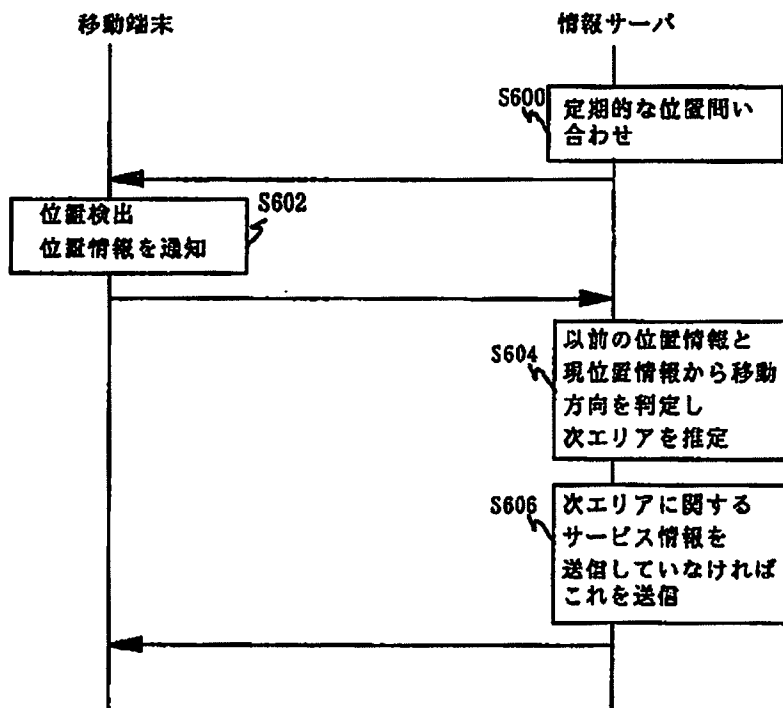 移動端末
情報サーバ
S600
定期的な位置問い
合わせ
S602
位置検出
位置情報を通知
S604
以前の位置情報と
現位置情報から移動
方向を判定し
次エリアを推定
S606
次エリアに関する
サービス情報を
送信していなければ
これを送信